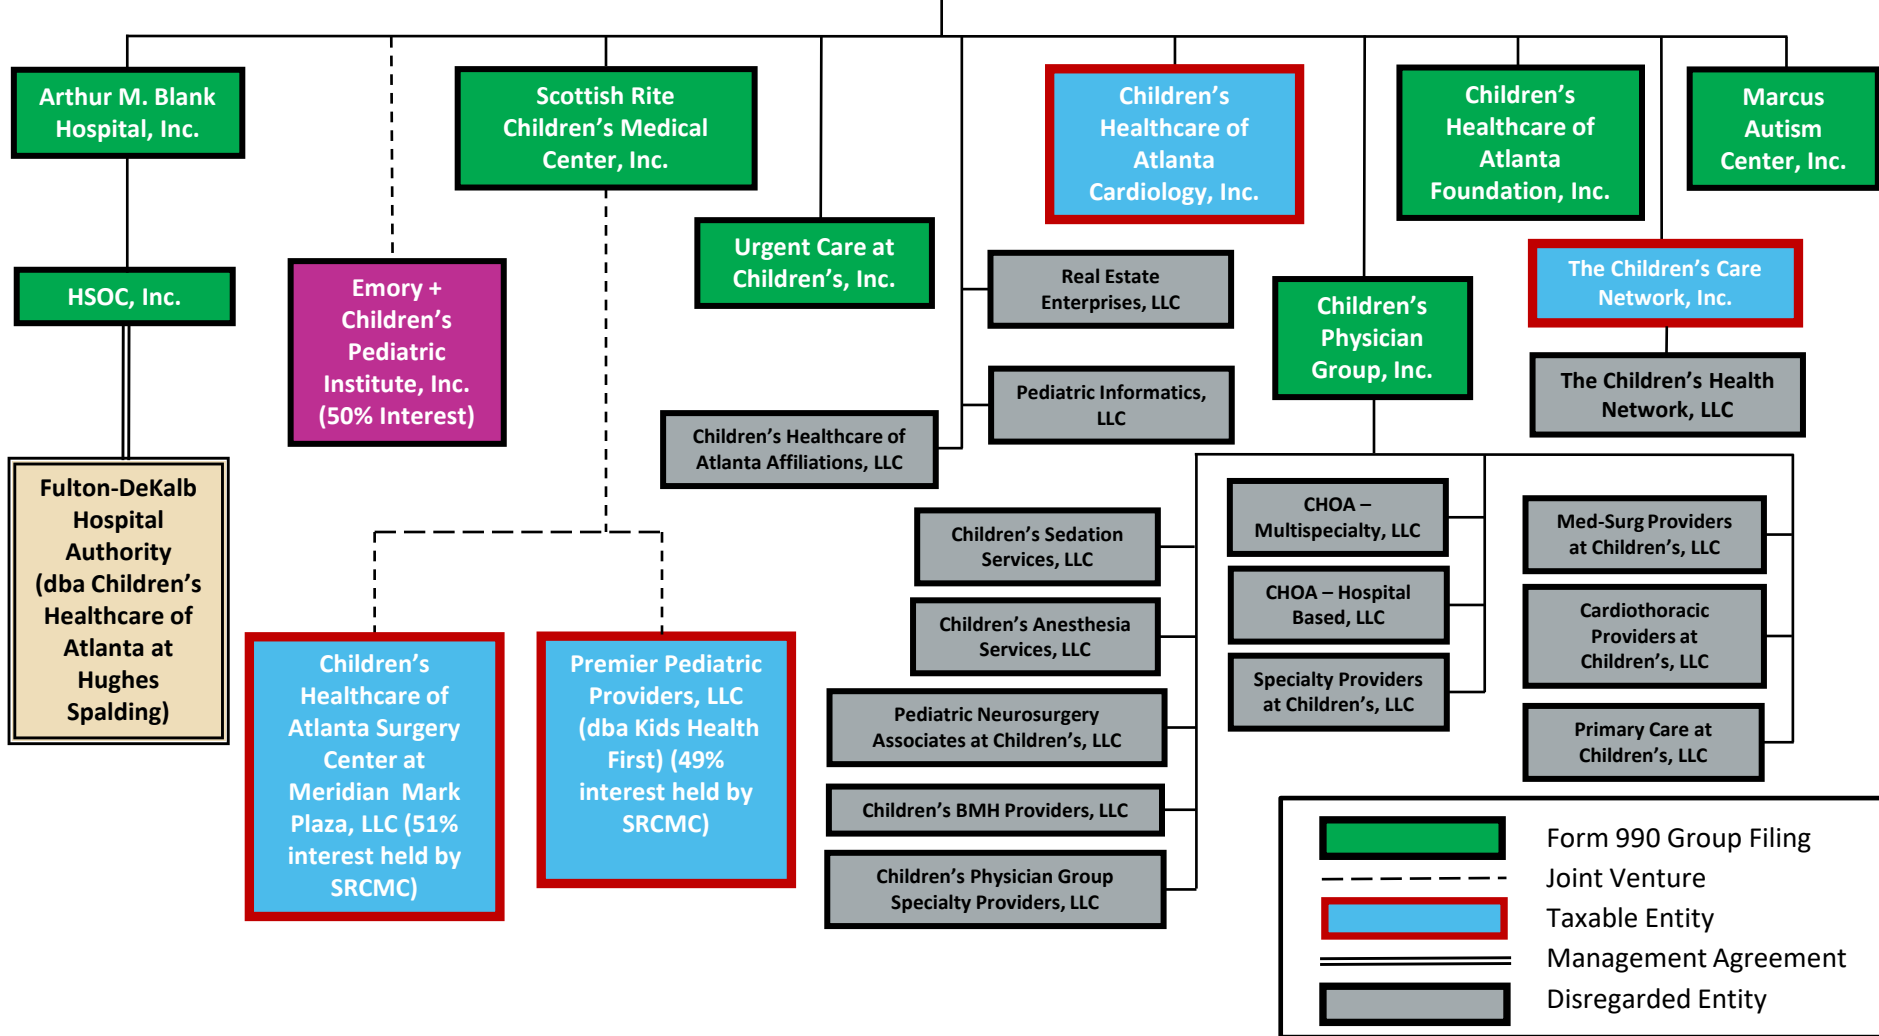 Arthur M. Blank
Hospital, Inc.
Scottish Rite
Children's Medical
Center, Inc.
Children's
Healthcare of
Atlanta
Cardiology, Inc.
Children's
Healthcare of
Atlanta
Foundation, Inc.
Marcus
Autism
Center, Inc.
HSOC, Inc.
Emory +
Children's
Pediatric
Institute, Inc.
(50% Interest)
Urgent Care at
Children's, Inc.
Real Estate
Enterprises, LLC
Children's
Physician
Group, Inc.
The Children's Care
Network, Inc.
The Children's Health
Network, LLC
Pediatric Informatics,
LLC
Children's Healthcare of
Atlanta Affiliations, LLC
Fulton-DeKalb
Hospital
Authority
(dba Children's
Healthcare of
Atlanta at
Hughes
Spalding)
Children's
Healthcare of
Atlanta Surgery
Center at
Meridian Mark
Plaza, LLC (51%
interest held by
SRCMC)
Premier Pediatric
Providers, LLC
(dba Kids Health
First) (49%
interest held by
SRCMC)
Children's Sedation
Services, LLC
Children's Anesthesia
Services, LLC
Pediatric Neurosurgery
Associates at Children's, LLC
Children's BMH Providers, LLC
Children's Physician Group
Specialty Providers, LLC
CHOA –
Multispecialty, LLC
CHOA – Hospital
Based, LLC
Specialty Providers
at Children's, LLC
Med-Surg Providers
at Children's, LLC
Cardiothoracic
Providers at
Children's, LLC
Primary Care at
Children's, LLC
Form 990 Group Filing
Joint Venture
Taxable Entity
Management Agreement
Disregarded Entity